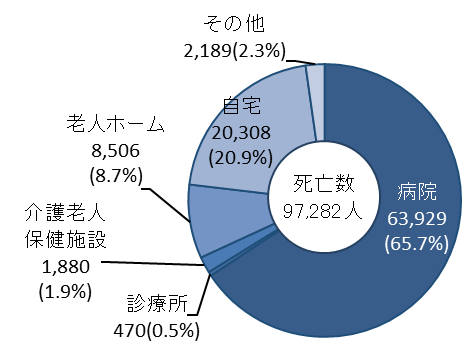 その他
2,189(2.3%)
自宅
20,308
(20.9%)
老人ホーム
8,506
(8.7%)
死亡数
97,282人
病院
63,929
(65.7%)
介護老人
保健施設
1,880
(1.9%)
診療所
470(0.5%)